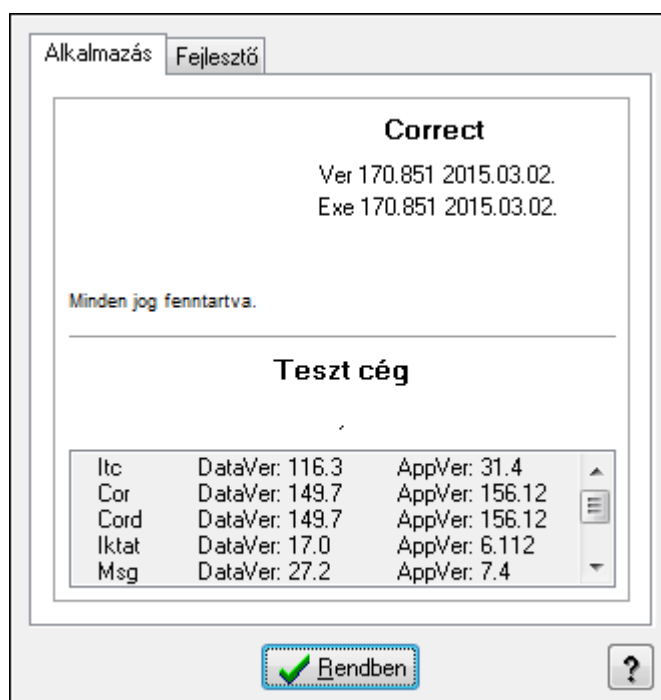 Alkalmazás Fejlesztő
Correct
Ver 170.851 2015.03.02.
Exe 170.851 2015.03.02.
Minden jog fenntartva.
Teszt cég
,
Itc DataVer: 116.3 AppVer: 31.4
Cor DataVer: 149.7 AppVer: 156.12
Cord DataVer: 149.7 AppVer: 156.12
Iktat DataVer: 17.0 AppVer: 6.112
Msg DataVer: 27.2 AppVer: 7.4
Rendben ?